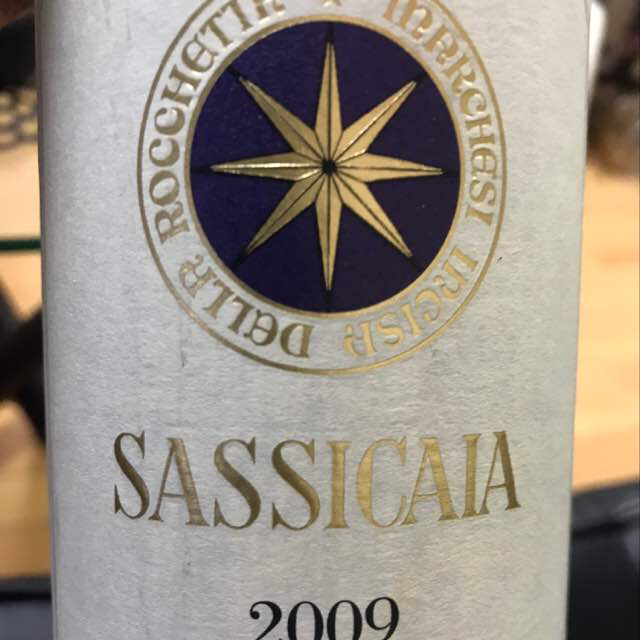 MARCHESI INCISA DELLA ROCCHETTA
SASSICAIA
2009